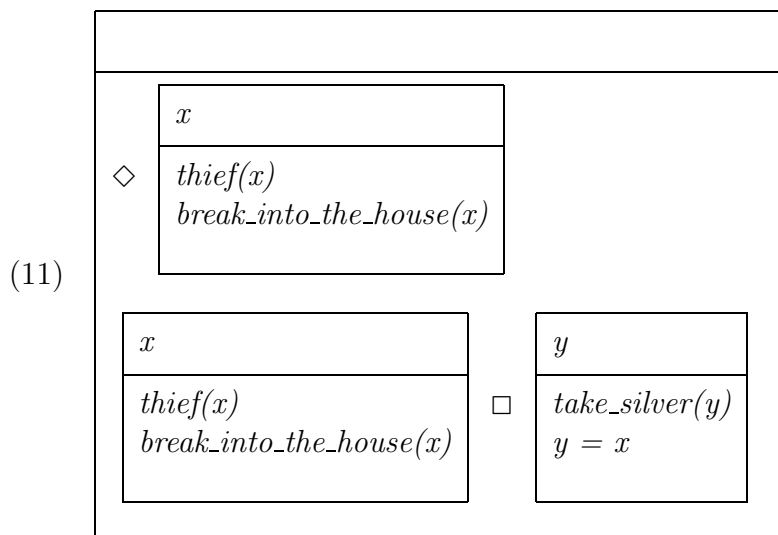 x
◇ thief(x)
break_into_the_house(x)
(11)
x y
thief(x) □ take_silver(y)
break_into_the_house(x) y = x